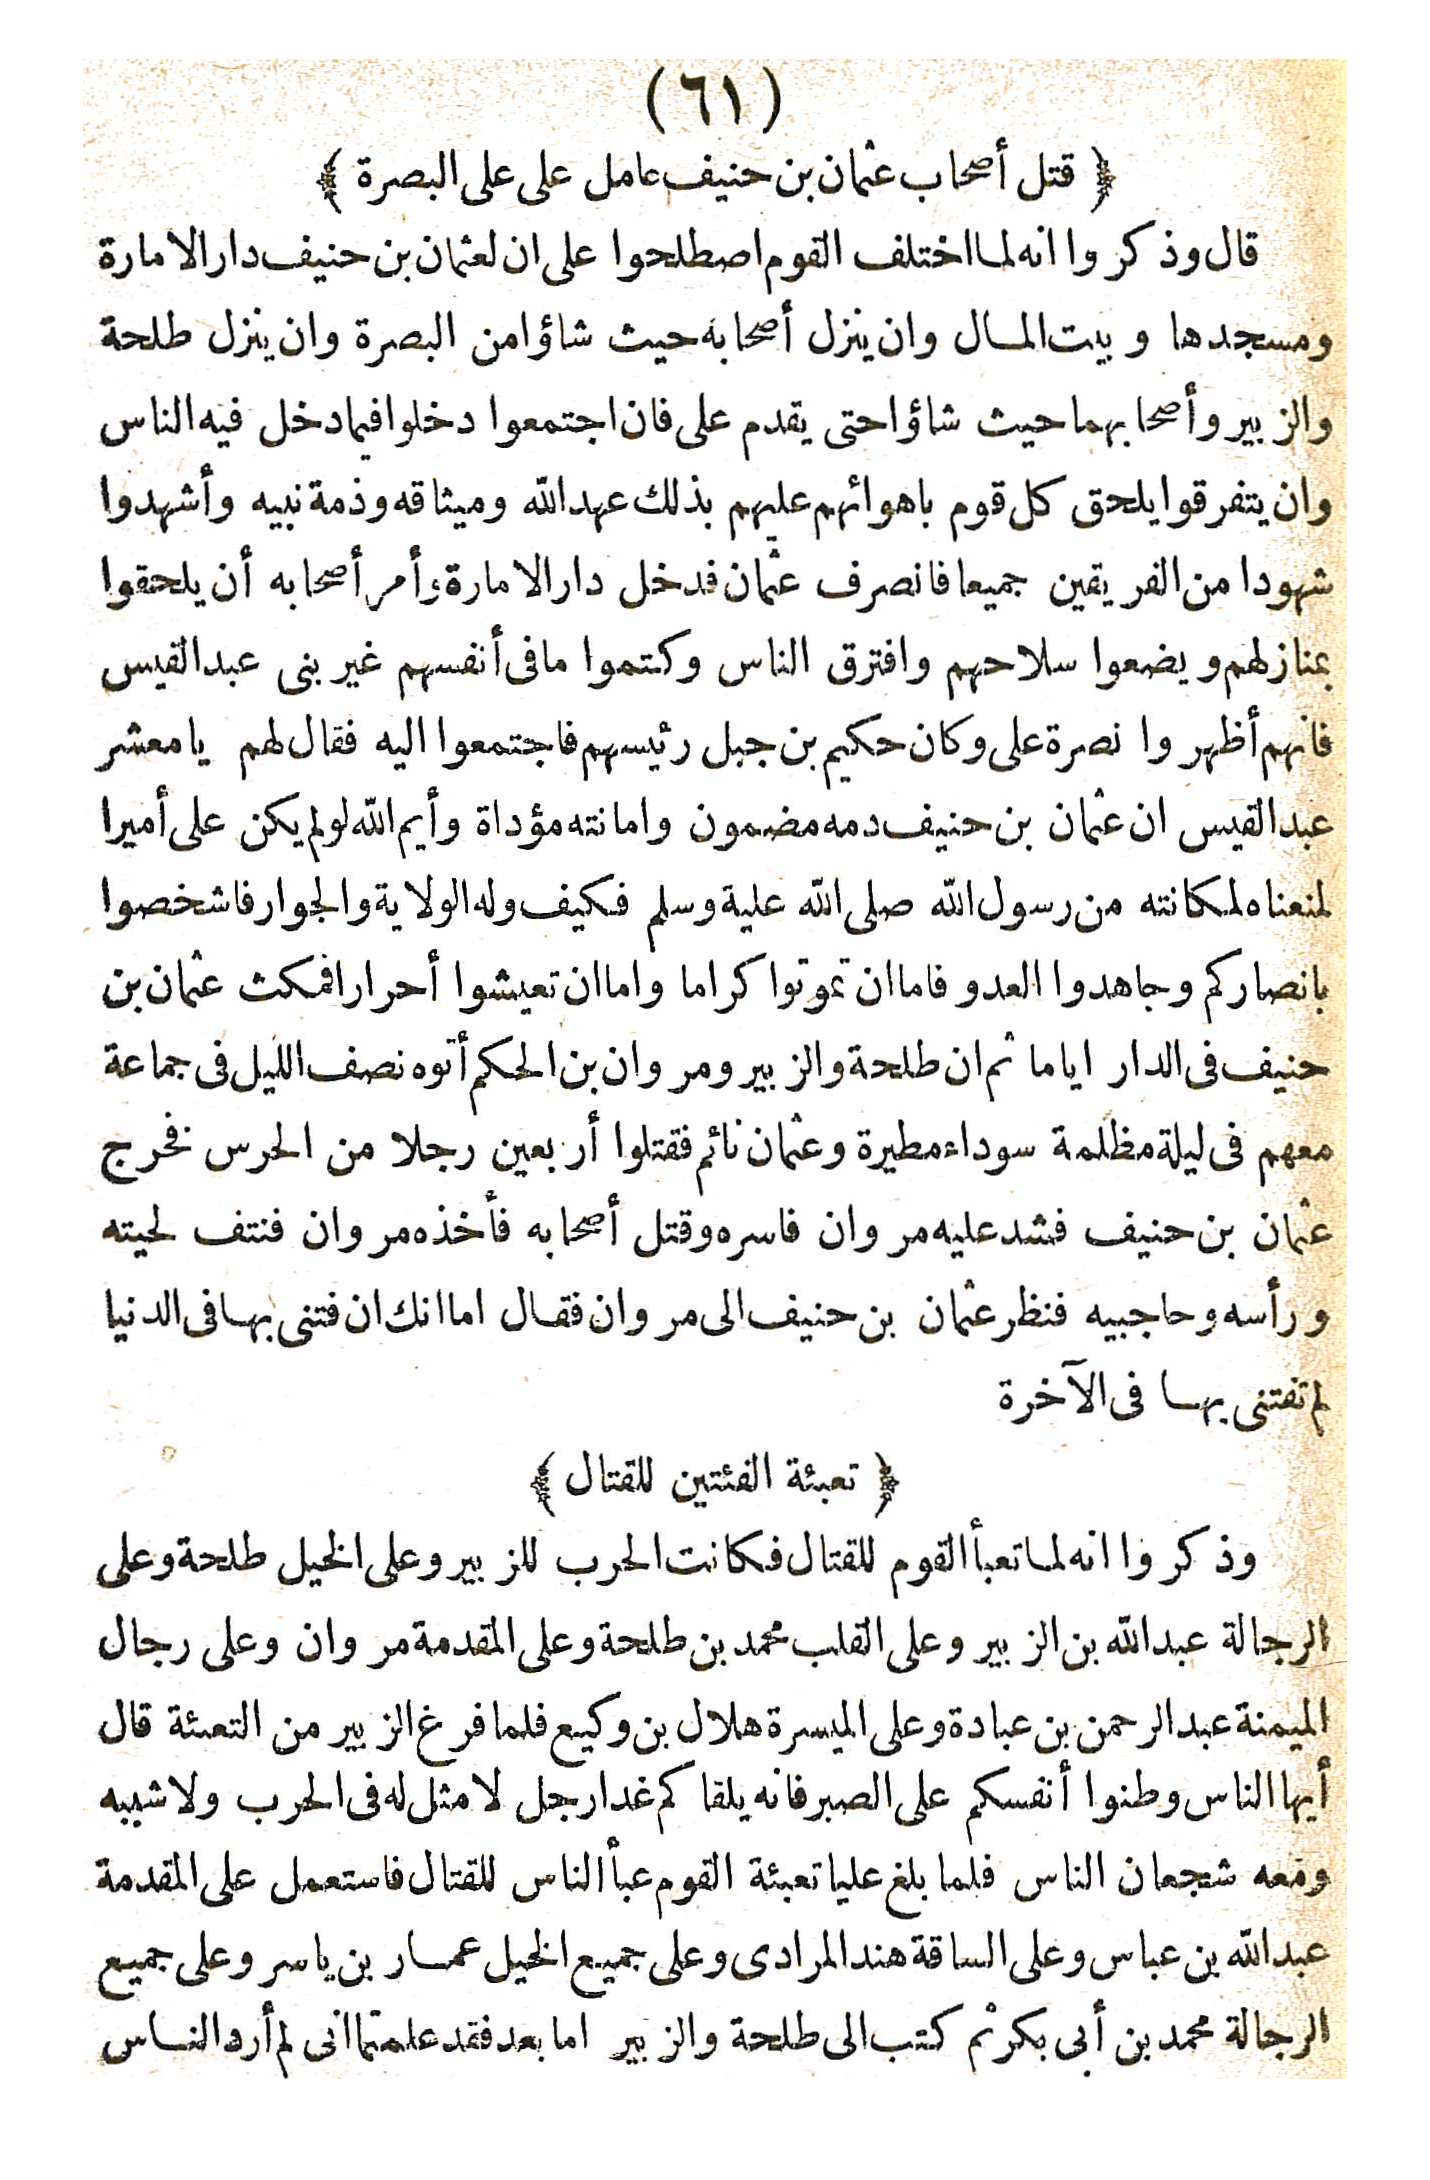 (٦١)
﴿ قتل أصحاب عثمان بن حنيف عامل على على البصرة ﴾
قال وذكروا انه لما اختلف القوم اصطلحوا على ان لعثمان بن حنيف دار الامارة
ومسجدها وبيت المال وان ينزل أصحابه حيث شاؤا من البصرة وان ينزل طلحة
والزبير وأصحابهما حيث شاؤا حتى يقدم على فان اجتمعوا دخلوا فيما دخل فيه الناس
وان يتفرقوا يلحق كل قوم باهوائهم عليهم بذلك عهد الله وميثاقه وذمة نبيه وأشهدوا
شهودا من الفريقين جميعا فانصرف عثمان فدخل دار الامارة وأمر أصحابه أن يلحقوا
بمنازلهم ويضعوا سلاحهم وافترق الناس وكتموا ما فى أنفسهم غير بنى عبد القيس
فانهم أظهروا نصرة على وكان حكيم بن جبل رئيسهم فاجتمعوا اليه فقال لهم يا معشر
عبد القيس ان عثمان بن حنيف دمه مضمون وامانته مؤداة وأيم الله لو لم يكن على أميرا
لمنعناه لمكانته من رسول الله صلى الله علية وسلم فكيف وله الولاية والجوار فاشخصوا
بانصاركم وجاهدوا العدو فاما ان تموتوا كراما واما ان تعيشوا أحرارا فمكث عثمان بن
حنيف فى الدار اياما ثم ان طلحة والزبير ومروان بن الحكم أتوه نصف الليل فى جماعة
معهم فى ليلة مظلمة سوداء مطيرة وعثمان نائم فقتلوا أربعين رجلا من الحرس فخرج
عثمان بن حنيف فشد عليه مروان فاسره وقتل أصحابه فأخذه مروان فنتف لحيته
ورأسه وحاجبيه فنظر عثمان بن حنيف الى مروان فقال اما انك ان فتنى بها فى الدنيا
لم تفتنى بها فى الآخرة
﴿ تعبئة الفئتين للقتال ﴾
وذكروا انه لما تعبأ القوم للقتال فكانت الحرب للزبير وعلى الخيل طلحة وعلى
الرجالة عبد الله بن الزبير وعلى القلب محمد بن طلحة وعلى المقدمة مروان وعلى رجال
الميمنة عبد الرحمن بن عبادة وعلى الميسرة هلال بن وكيع فلما فرغ الزبير من التعبئة قال
أيها الناس وطنوا أنفسكم على الصبر فانه يلقاكم غدا رجل لا مثل له فى الحرب ولا شبيه
ومعه شجعان الناس فلما بلغ عليا تعبئة القوم عبأ الناس للقتال فاستعمل على المقدمة
عبد الله بن عباس وعلى الساقة هند المرادى وعلى جميع الخيل عمار بن ياسر وعلى جميع
الرجالة محمد بن أبى بكر ثم كتب الى طلحة والزبير اما بعد فقد علمتما انى لم أرد الناس